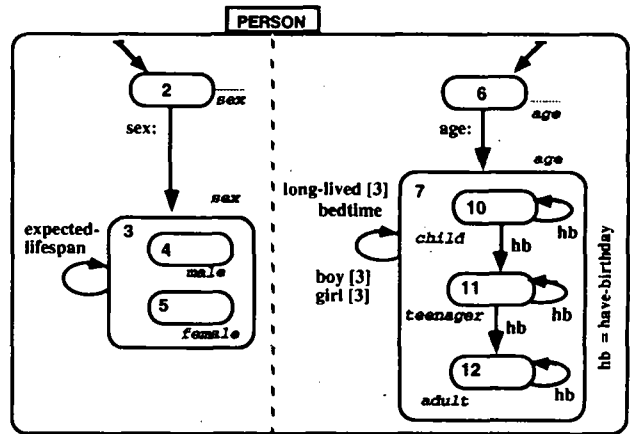 PERSON
2
sex
sex:
sex
expected-
lifespan
3
4
male
5
female
6
age
age:
age
long-lived [3]
bedtime
boy [3]
girl [3]
7
10
child
hb
hb
11
teenager
hb
hb
12
adult
hb
hb = have-birthday